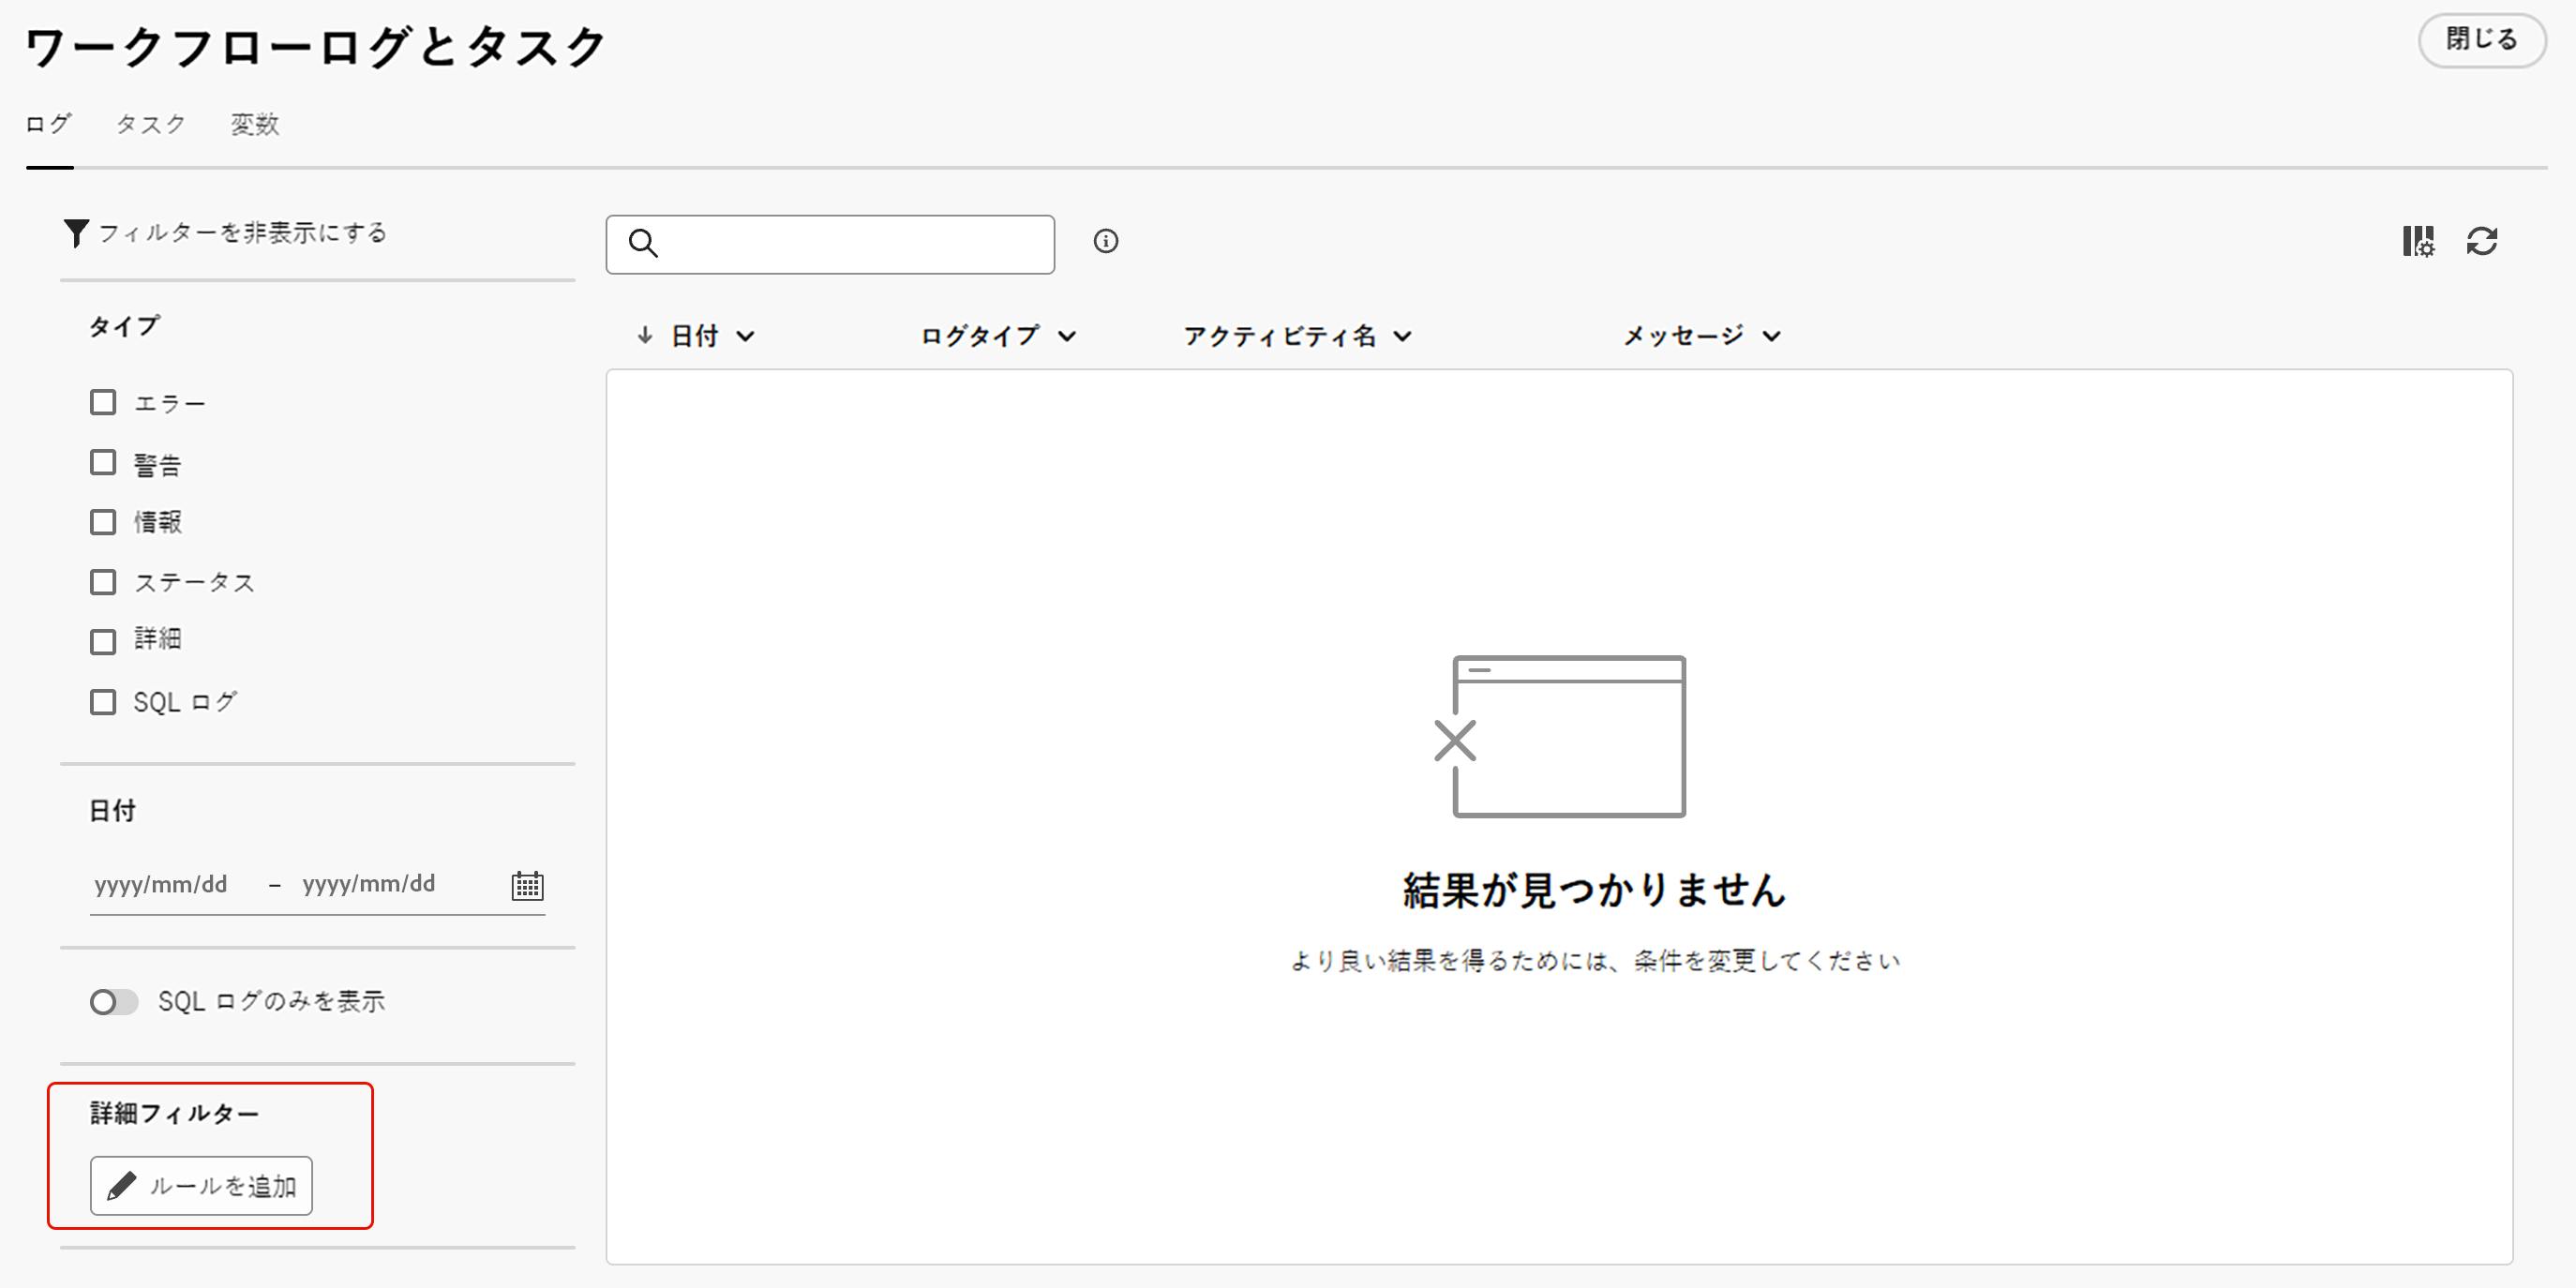 ワークフローログとタスク
閉じる
ログ タスク 変数
フィルターを非表示にする
タイプ
エラー
警告
情報
ステータス
詳細
SQL ログ
日付
yyyy/mm/dd – yyyy/mm/dd
SQL ログのみを表示
詳細フィルター
ルールを追加
日付 ログタイプ アクティビティ名 メッセージ
結果が見つかりません
より良い結果を得るためには、条件を変更してください